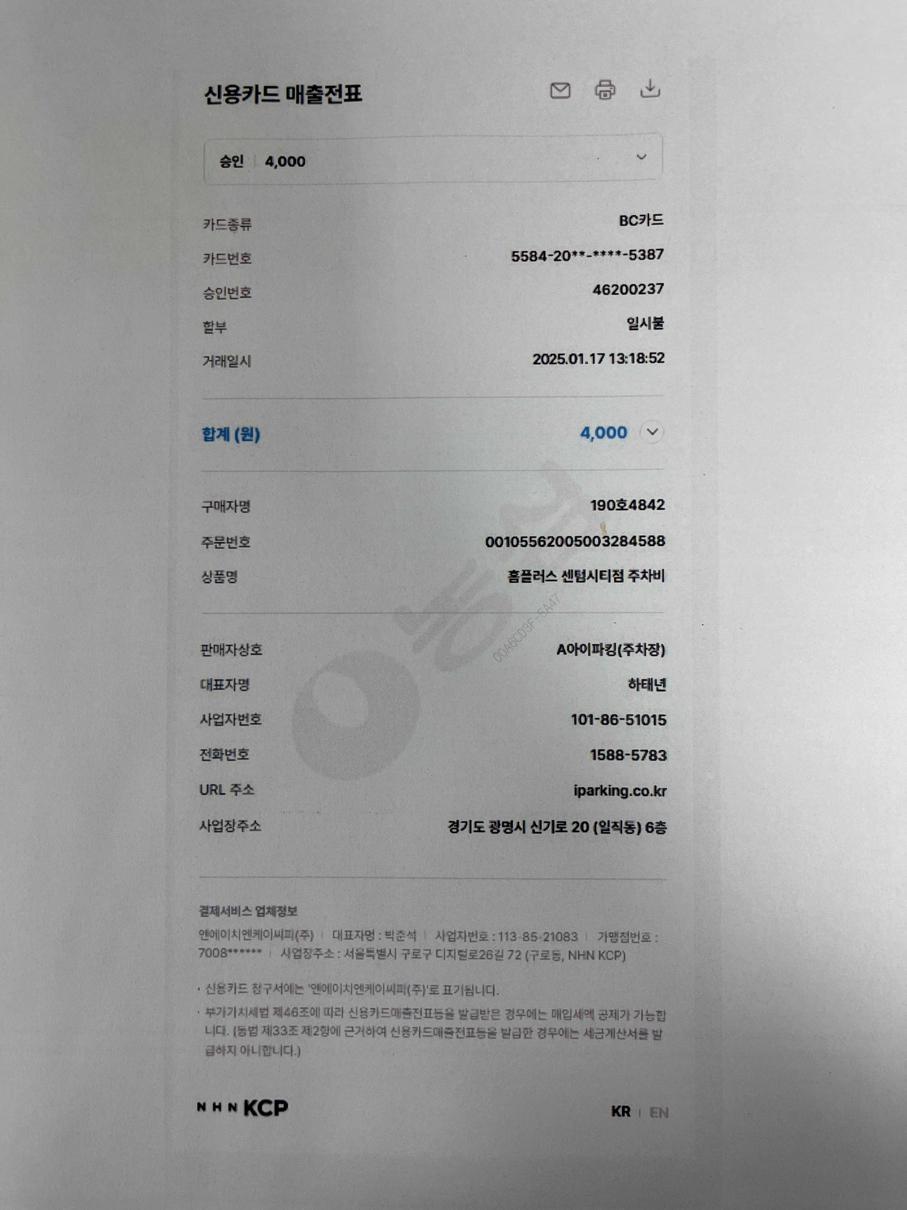 신용카드 매출전표
승인 4,000
카드종류 BC카드
카드번호 5584-20**-****-5387
승인번호 46200237
할부 일시불
거래일시 2025.01.17 13:18:52
합계 (원) 4,000
구매자명 190호4842
주문번호 00105562005003284588
상품명 홈플러스 센텀시티점 주차비
판매자상호 A아이파킹(주차장)
대표자명 하태년
사업자번호 101-86-51015
전화번호 1588-5783
URL 주소 iparking.co.kr
사업장주소 경기도 광명시 신기로 20 (일직동) 6층
결제서비스 업체정보
앤에이치엔케이씨피(주) | 대표자명 : 박준석 | 사업자번호 : 113-85-21083 | 가맹점번호 :
7008****** | 사업장주소 : 서울특별시 구로구 디지털로26길 72 (구로동, NHN KCP)
· 신용카드 청구서에는 '엔에이치엔케이씨피(주)'로 표기됩니다.
· 부가가치세법 제46조에 따라 신용카드매출전표등을 발급받은 경우에는 매입세액 공제가 가능합
니다. (동법 제33조 제2항에 근거하여 신용카드매출전표등을 발급한 경우에는 세금계산서를 발
급하지 아니합니다.)
NHN KCP
KR | EN